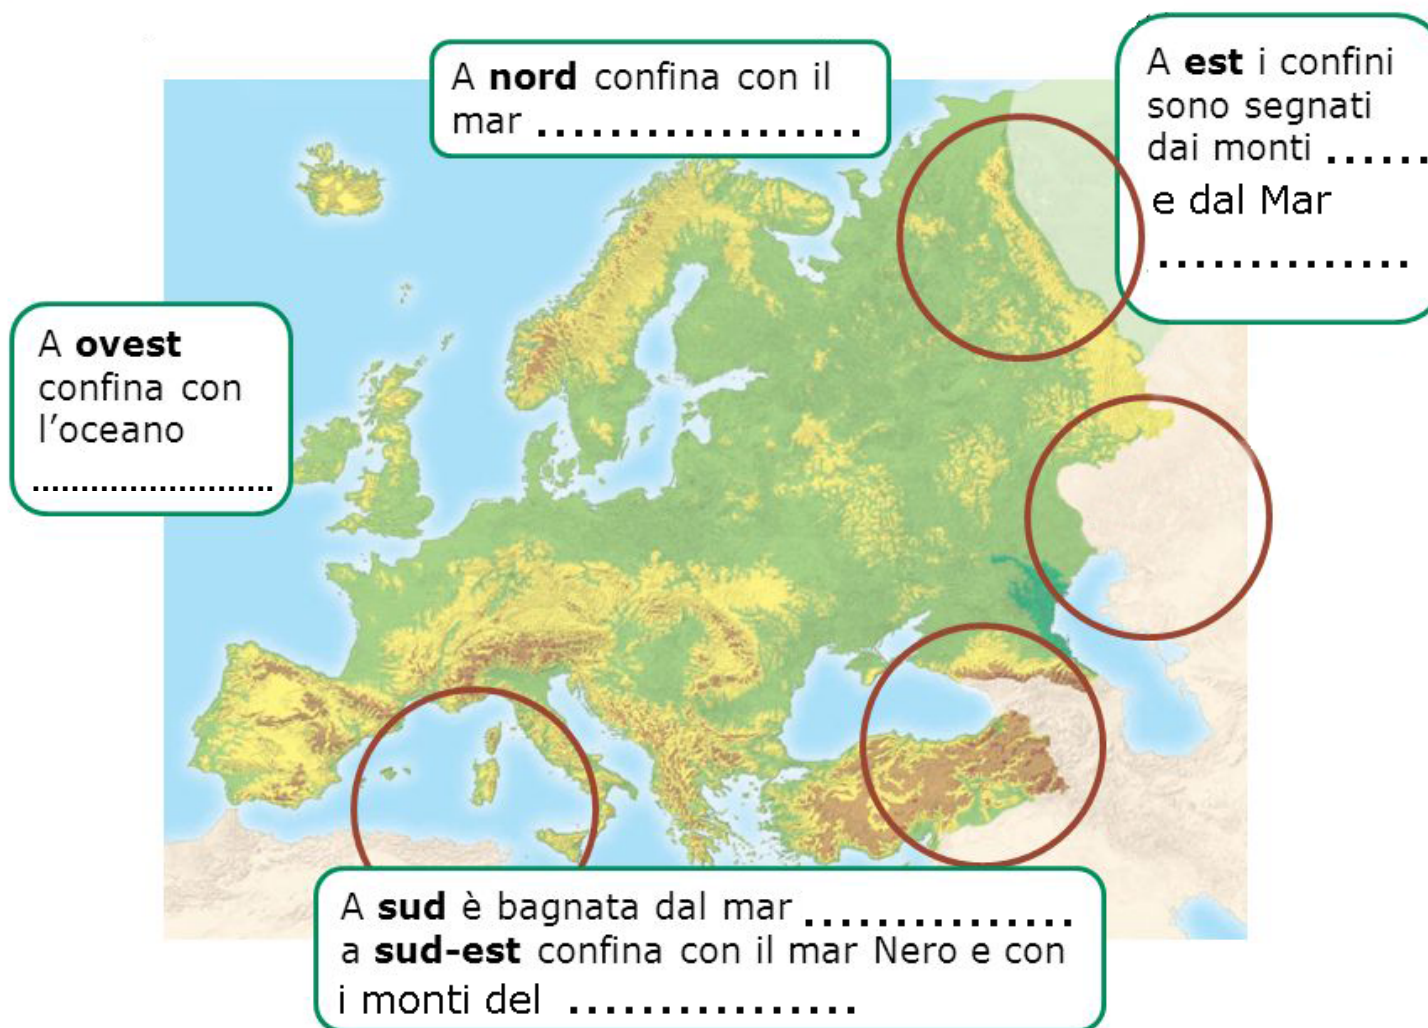 A nord confina con il
mar ..................
A est i confini
sono segnati
dai monti ......
e dal Mar
..............
A ovest
confina con
l'oceano
.........................
A sud è bagnata dal mar ...............
a sud-est confina con il mar Nero e con
i monti del ................